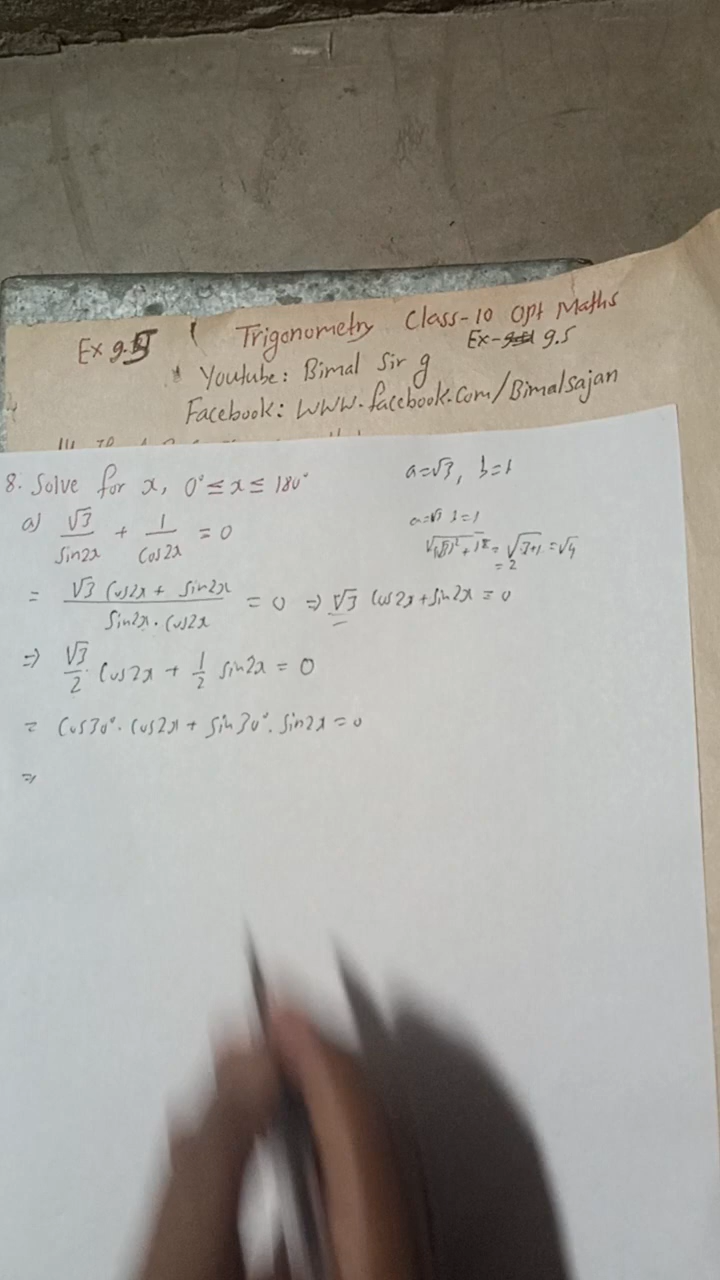 Ex 9.5 Trigonometry Class-10 Opt Maths
Ex- 9.5
Youtube: Bimal Sir g
Facebook: WWW.facebook.com/Bimalsajan
8. Solve for x, 0° ≤ x ≤ 180°
a=√3, b=1
a) √3/Sin2x + 1/Cos2x = 0
a=√3 b=1
√(√3)² + 1² = √3+1 = √4
= 2
= √3 Cos2x + Sin2x / Sin2x . Cos2x = 0 ⇒ √3 Cos2x + Sin2x = 0
⇒ √3/2 . Cos2x + 1/2 Sin2x = 0
= Cos30° . Cos2x + Sin30° . Sin2x = 0
⇒